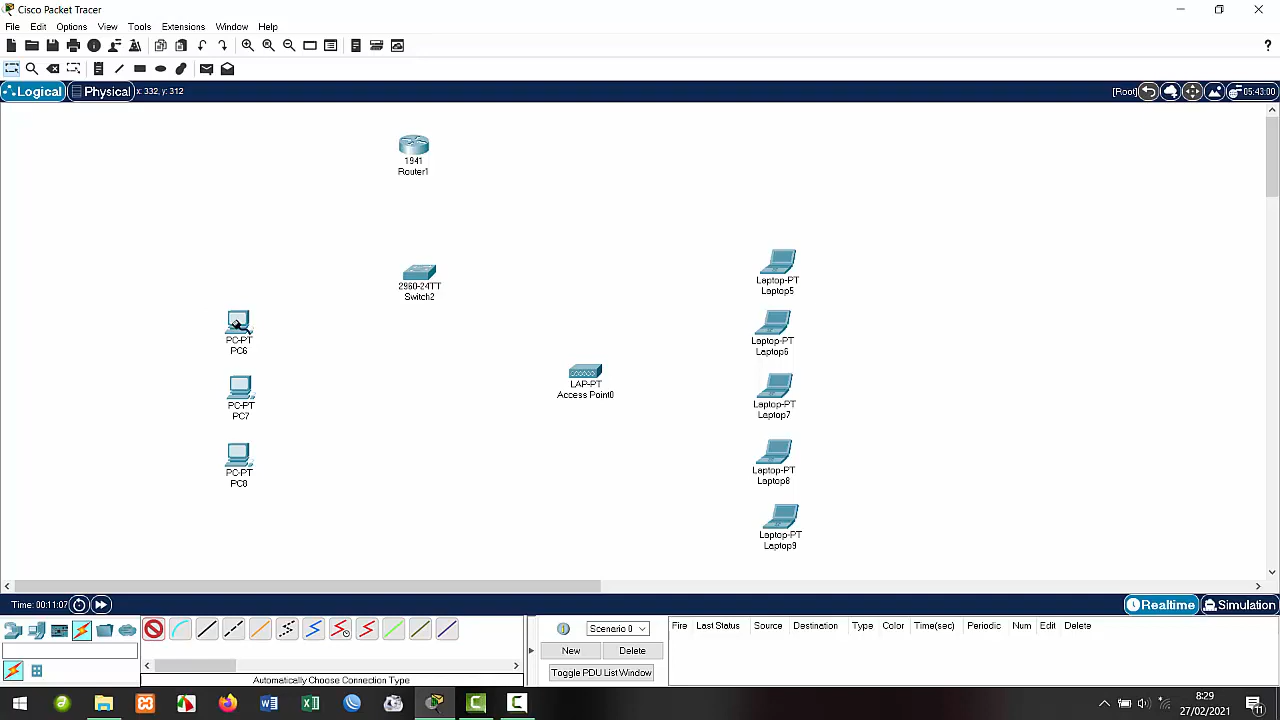 Cisco Packet Tracer
File Edit Options View Tools Extensions Window Help
?
Logical Physical x: 332, y: 312 [Root] 05:43:00
1941
Router1
2960-24TT
Switch2
Laptop-PT
Laptop5
PC-PT
PC6
Laptop-PT
Laptop6
LAP-PT
Access Point0
PC-PT
PC7
Laptop-PT
Laptop7
PC-PT
PC8
Laptop-PT
Laptop8
Laptop-PT
Laptop9
Time: 00:11:07 Realtime Simulation
Scenario 0
New Delete
Toggle PDU List Window
Fire Last Status Source Destination Type Color Time(sec) Periodic Num Edit Delete
Automatically Choose Connection Type
8:29
27/02/2021
11